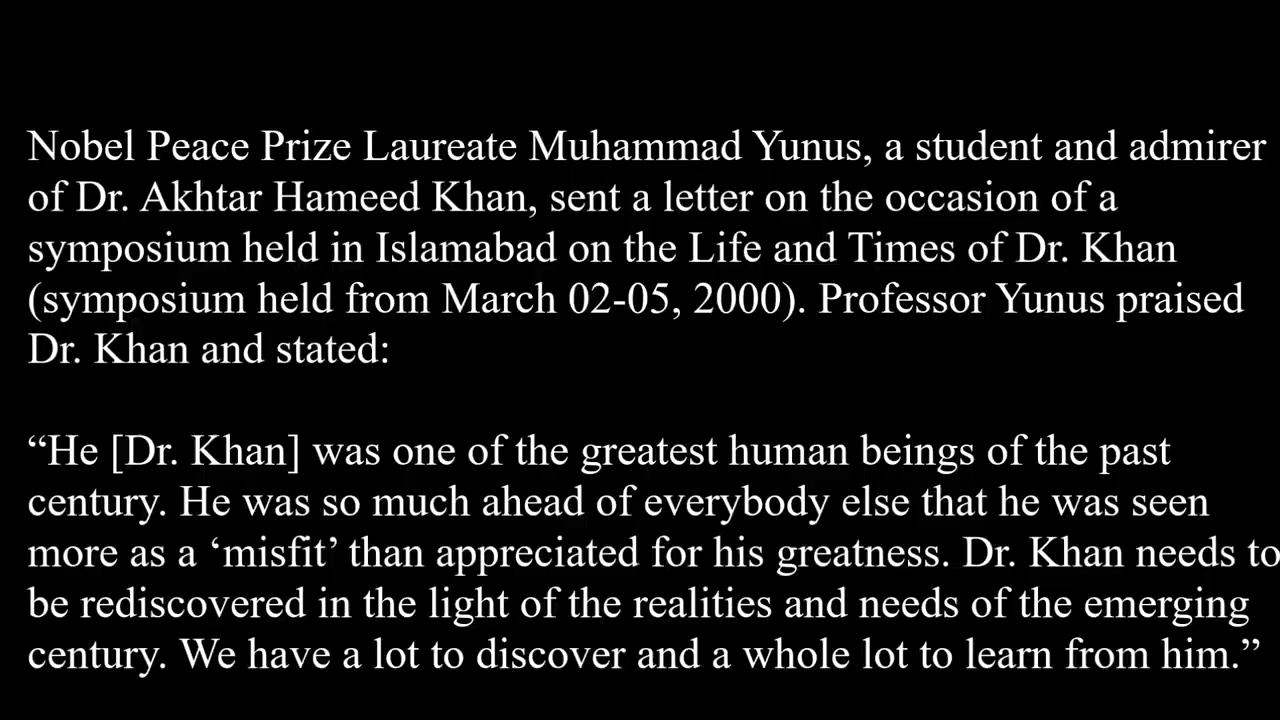 Nobel Peace Prize Laureate Muhammad Yunus, a student and admirer
of Dr. Akhtar Hameed Khan, sent a letter on the occasion of a
symposium held in Islamabad on the Life and Times of Dr. Khan
(symposium held from March 02-05, 2000). Professor Yunus praised
Dr. Khan and stated:
“He [Dr. Khan] was one of the greatest human beings of the past
century. He was so much ahead of everybody else that he was seen
more as a ‘misfit’ than appreciated for his greatness. Dr. Khan needs to
be rediscovered in the light of the realities and needs of the emerging
century. We have a lot to discover and a whole lot to learn from him.”